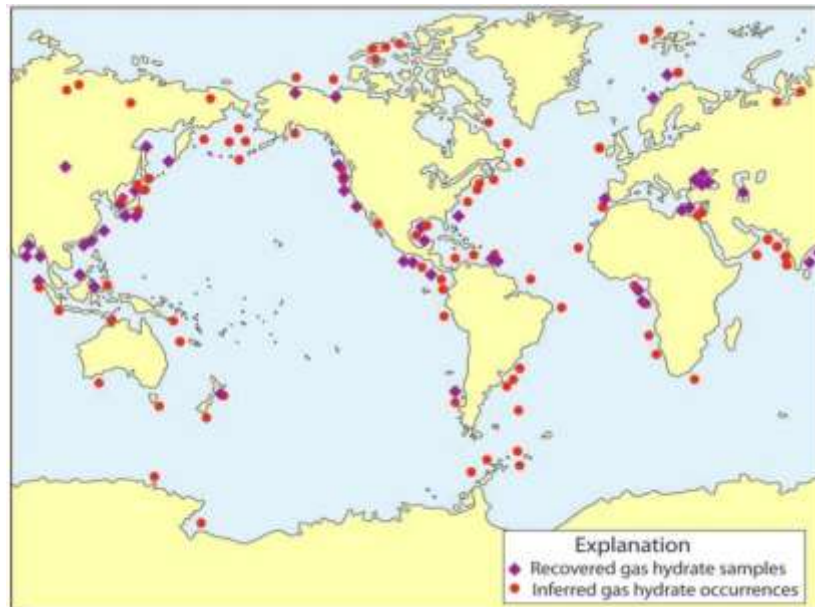 Explanation
Recovered gas hydrate samples
Inferred gas hydrate occurrences